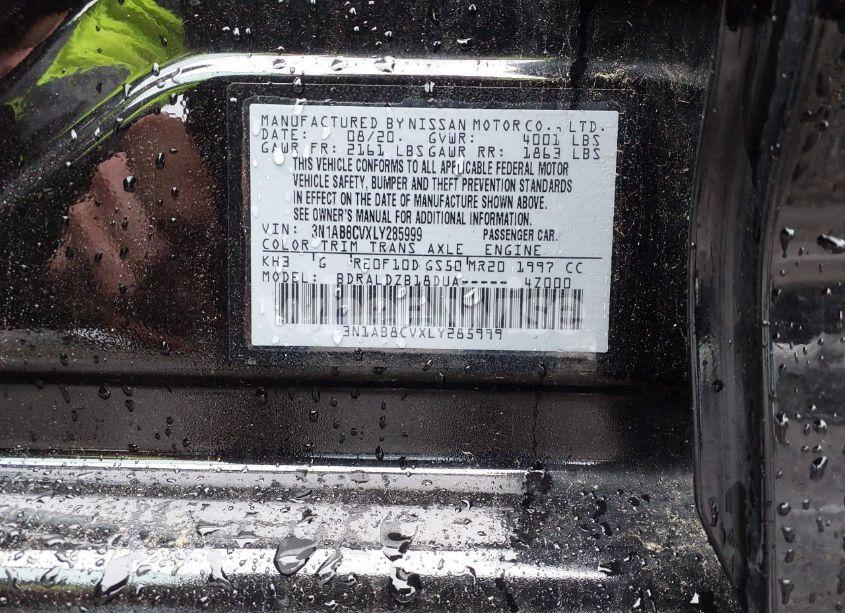 MANUFACTURED BY NISSAN MOTOR CO., LTD.
DATE: 08/20. GVWR: 4001 LBS
GAWR FR: 2161 LBS GAWR RR: 1863 LBS
THIS VEHICLE CONFORMS TO ALL APPLICABLE FEDERAL MOTOR
VEHICLE SAFETY, BUMPER AND THEFT PREVENTION STANDARDS
IN EFFECT ON THE DATE OF MANUFACTURE SHOWN ABOVE.
SEE OWNER'S MANUAL FOR ADDITIONAL INFORMATION.
VIN: 3N1AB8CVXLY285999 PASSENGER CAR.
COLOR TRIM TRANS AXLE ENGINE
KH3 G RE0F10D GS50 MR20 1997 CC
MODEL: BDRALDZB18DUA----- 4Z000
3N1AB8CVXLY285999